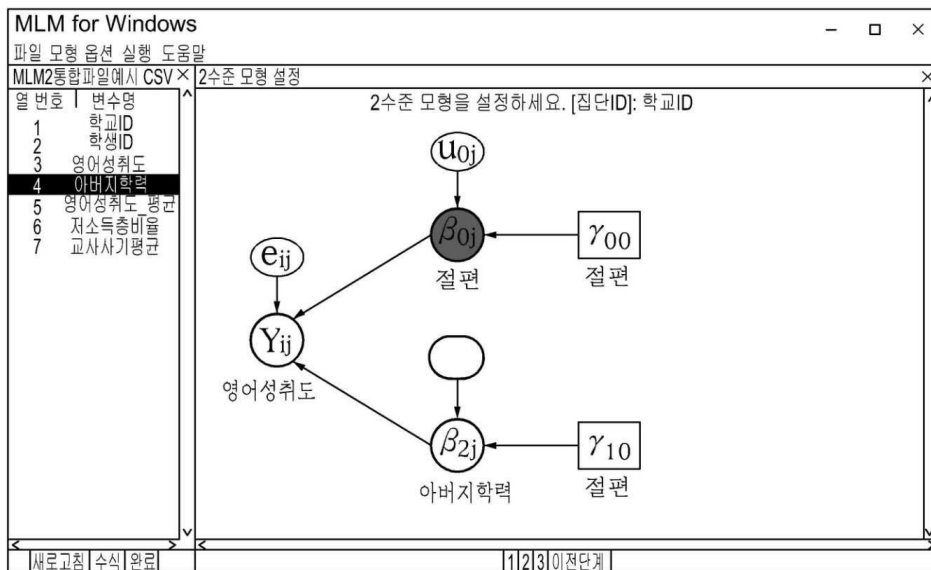 MLM for Windows
파일 모형 옵션 실행 도움말
MLM2통합파일예시 CSV × 2수준 모형 설정 ×
열 번호 변수명
1 학교ID
2 학생ID
3 영어성취도
4 아버지학력
5 영어성취도_평균
6 저소득층비율
7 교사사기평균
2수준 모형을 설정하세요. [집단ID]: 학교ID
u0j
β0j
절편
γ00
절편
eij
Yij
영어성취도
β2j
아버지학력
γ10
절편
새로고침 수식 완료
1 2 3 이전단계